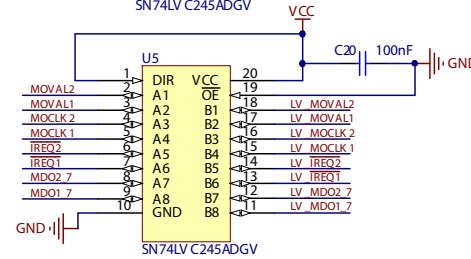 SN74LV C245ADGV
VCC
C20 100nF
GND
U5
1 DIR VCC 20
MOVAL2 2 A1 OE 19
MOVAL1 3 A2 B1 18 LV_MOVAL2
MOCLK 2 4 A3 B2 17 LV_MOVAL1
MOCLK 1 5 A4 B3 16 LV_MOCLK 2
IREQ2 6 A5 B4 15 LV_MOCLK 1
IREQ1 7 A6 B5 14 LV_IREQ2
MDO2_7 8 A7 B6 13 LV_IREQ1
MDO1_7 9 A8 B7 12 LV_MDO2_7
10 GND B8 11 LV_MDO1_7
GND
SN74LV C245ADGV